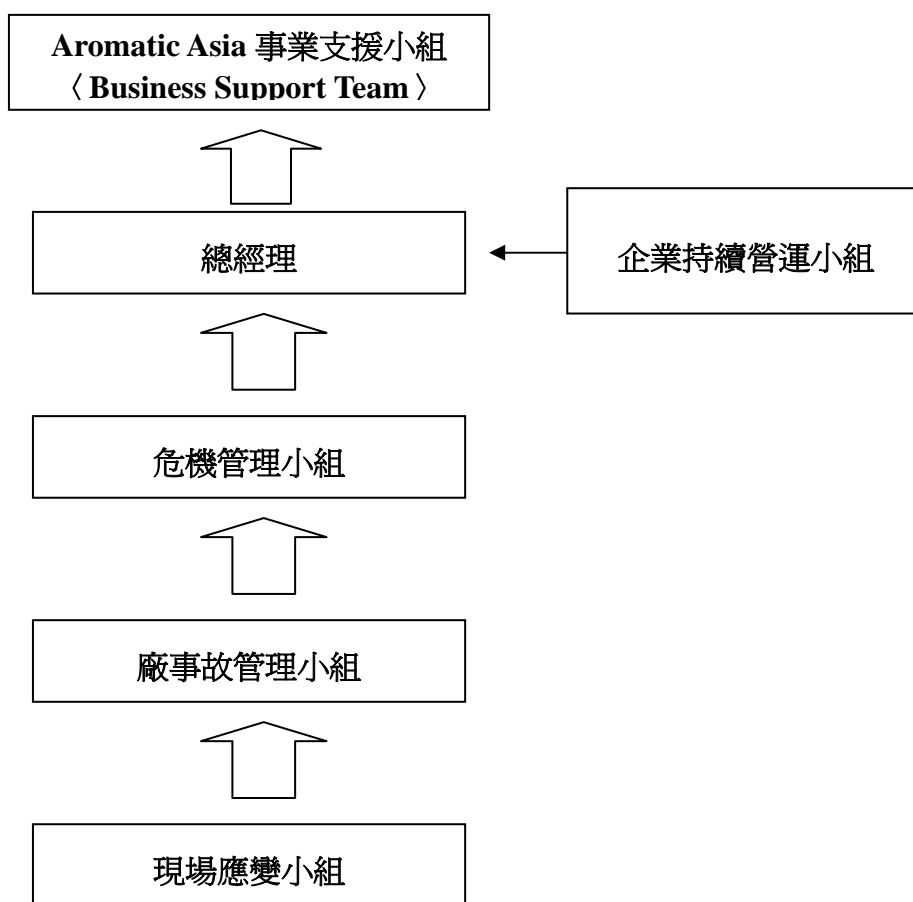 Aromatic Asia 事業支援小組
〈 Business Support Team 〉
總經理
企業持續營運小組
危機管理小組
廠事故管理小組
現場應變小組